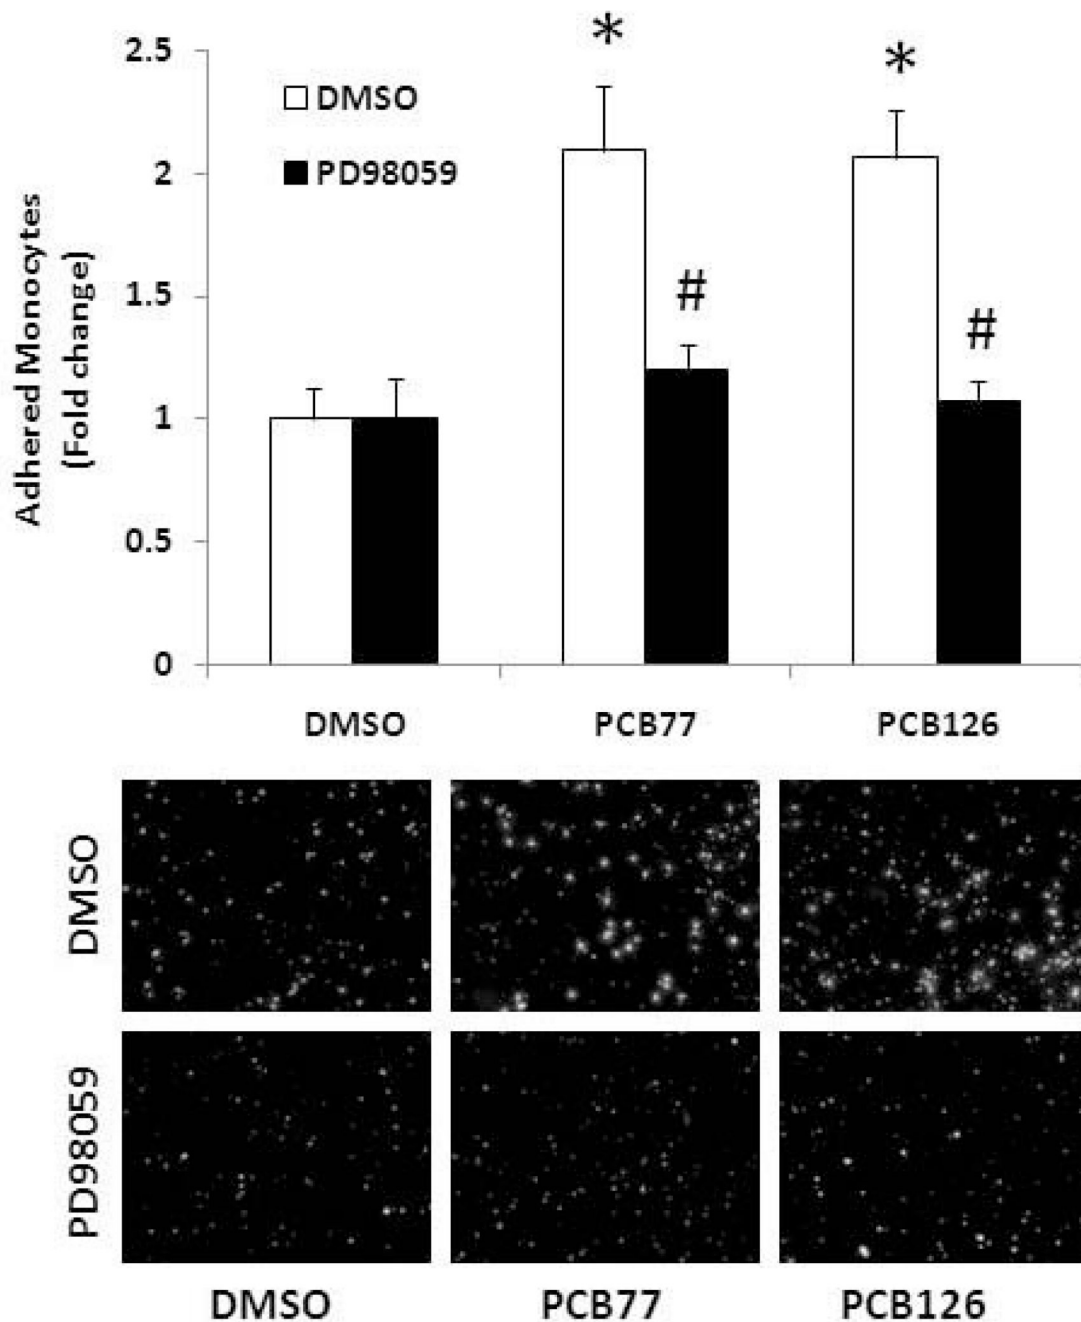 *
*
2.5
DMSO
PD98059
2
1.5
#
#
1
0.5
0
Adhered Monocytes
(Fold change)
DMSO PCB77 PCB126
DMSO
PD98059
DMSO PCB77 PCB126